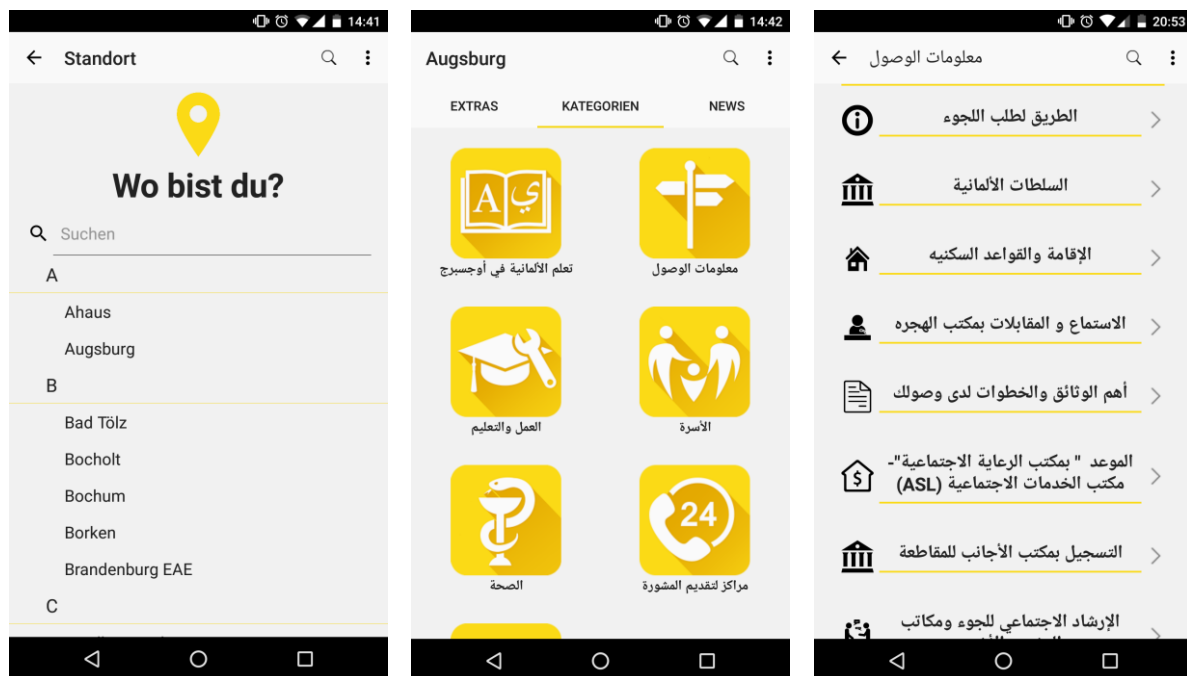 14:41
Standort
Wo bist du?
Suchen
A
Ahaus
Augsburg
B
Bad Tölz
Bocholt
Bochum
Borken
Brandenburg EAE
C
14:42
Augsburg
EXTRAS KATEGORIEN NEWS
A ي
تعلم الألمانية في أوجسبرج
معلومات الوصول
العمل والتعليم
الأسرة
24
الصحة
مراكز لتقديم المشورة
20:53
معلومات الوصول
الطريق لطلب اللجوء
السلطات الألمانية
الإقامة والقواعد السكنيه
الاستماع و المقابلات بمكتب الهجره
أهم الوثائق والخطوات لدى وصولك
الموعد " بمكتب الرعاية الاجتماعية"-
مكتب الخدمات الاجتماعية (ASL)
التسجيل بمكتب الأجانب للمقاطعة
الإرشاد الاجتماعي للجوء ومكاتب